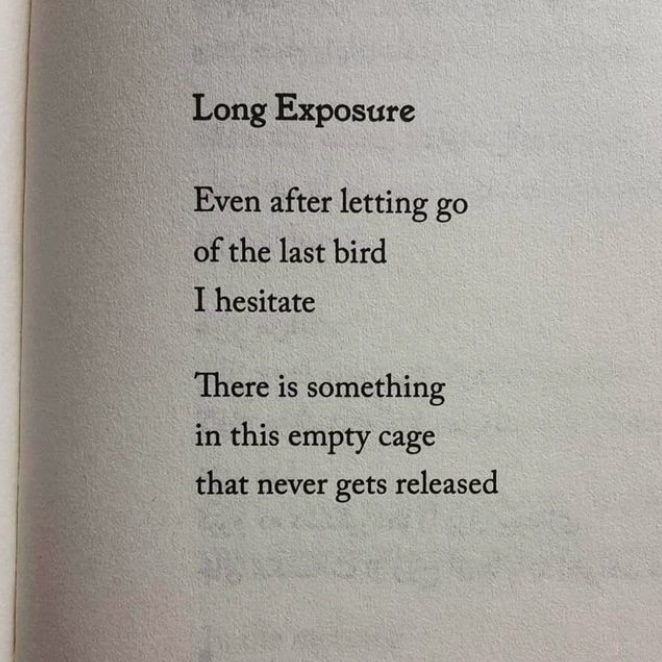 Long Exposure
Even after letting go
of the last bird
I hesitate
There is something
in this empty cage
that never gets released